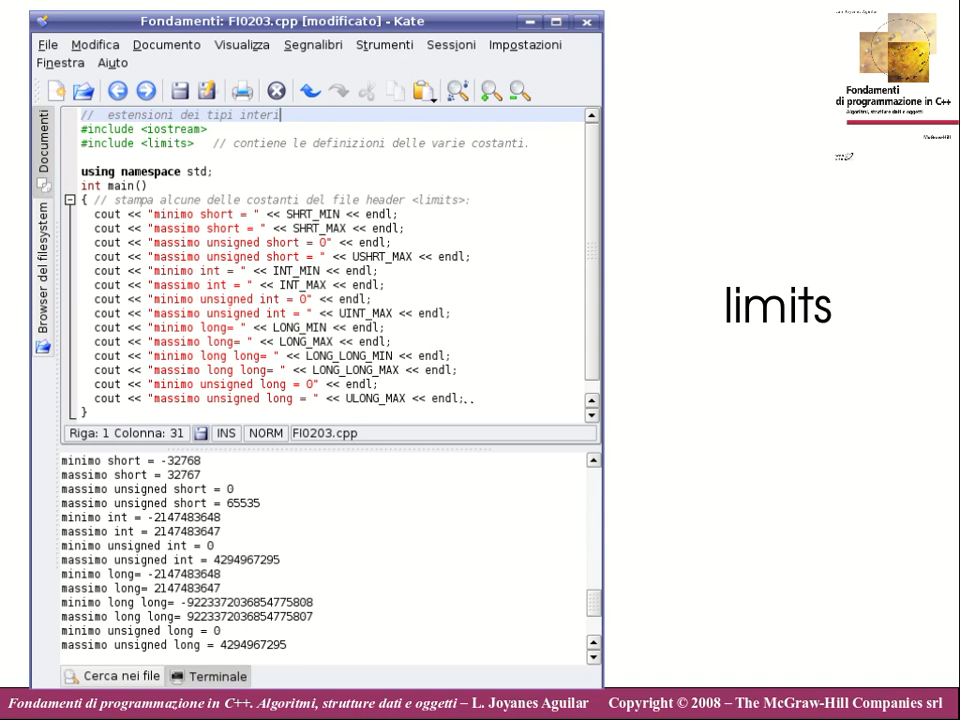 Fondamenti: FI0203.cpp [modificato] - Kate
File Modifica Documento Visualizza Segnalibri Strumenti Sessioni Impostazioni
Finestra Aiuto
Documenti
Browser del filesystem
// estensioni dei tipi interi
#include <iostream>
#include <limits> // contiene le definizioni delle varie costanti.
using namespace std;
int main()
{ // stampa alcune delle costanti del file header <limits>:
cout << "minimo short = " << SHRT_MIN << endl;
cout << "massimo short = " << SHRT_MAX << endl;
cout << "massimo unsigned short = 0" << endl;
cout << "massimo unsigned short = " << USHRT_MAX << endl;
cout << "minimo int = " << INT_MIN << endl;
cout << "massimo int = " << INT_MAX << endl;
cout << "minimo unsigned int = 0" << endl;
cout << "massimo unsigned int = " << UINT_MAX << endl;
cout << "minimo long= " << LONG_MIN << endl;
cout << "massimo long= " << LONG_MAX << endl;
cout << "minimo long long= " << LONG_LONG_MIN << endl;
cout << "massimo long long= " << LONG_LONG_MAX << endl;
cout << "minimo unsigned long = 0" << endl;
cout << "massimo unsigned long = " << ULONG_MAX << endl;..
}
Riga: 1 Colonna: 31 INS NORM FI0203.cpp
minimo short = -32768
massimo short = 32767
massimo unsigned short = 0
massimo unsigned short = 65535
minimo int = -2147483648
massimo int = 2147483647
minimo unsigned int = 0
massimo unsigned int = 4294967295
minimo long= -2147483648
massimo long= 2147483647
minimo long long= -9223372036854775808
massimo long long= 9223372036854775807
minimo unsigned long = 0
massimo unsigned long = 4294967295
Cerca nei file Terminale
Luis Joyanes Aguilar
Fondamenti
di programmazione in C++
Algoritmi, strutture dati e oggetti
McGraw-Hill
limits
Fondamenti di programmazione in C++. Algoritmi, strutture dati e oggetti – L. Joyanes Aguilar Copyright © 2008 – The McGraw-Hill Companies srl